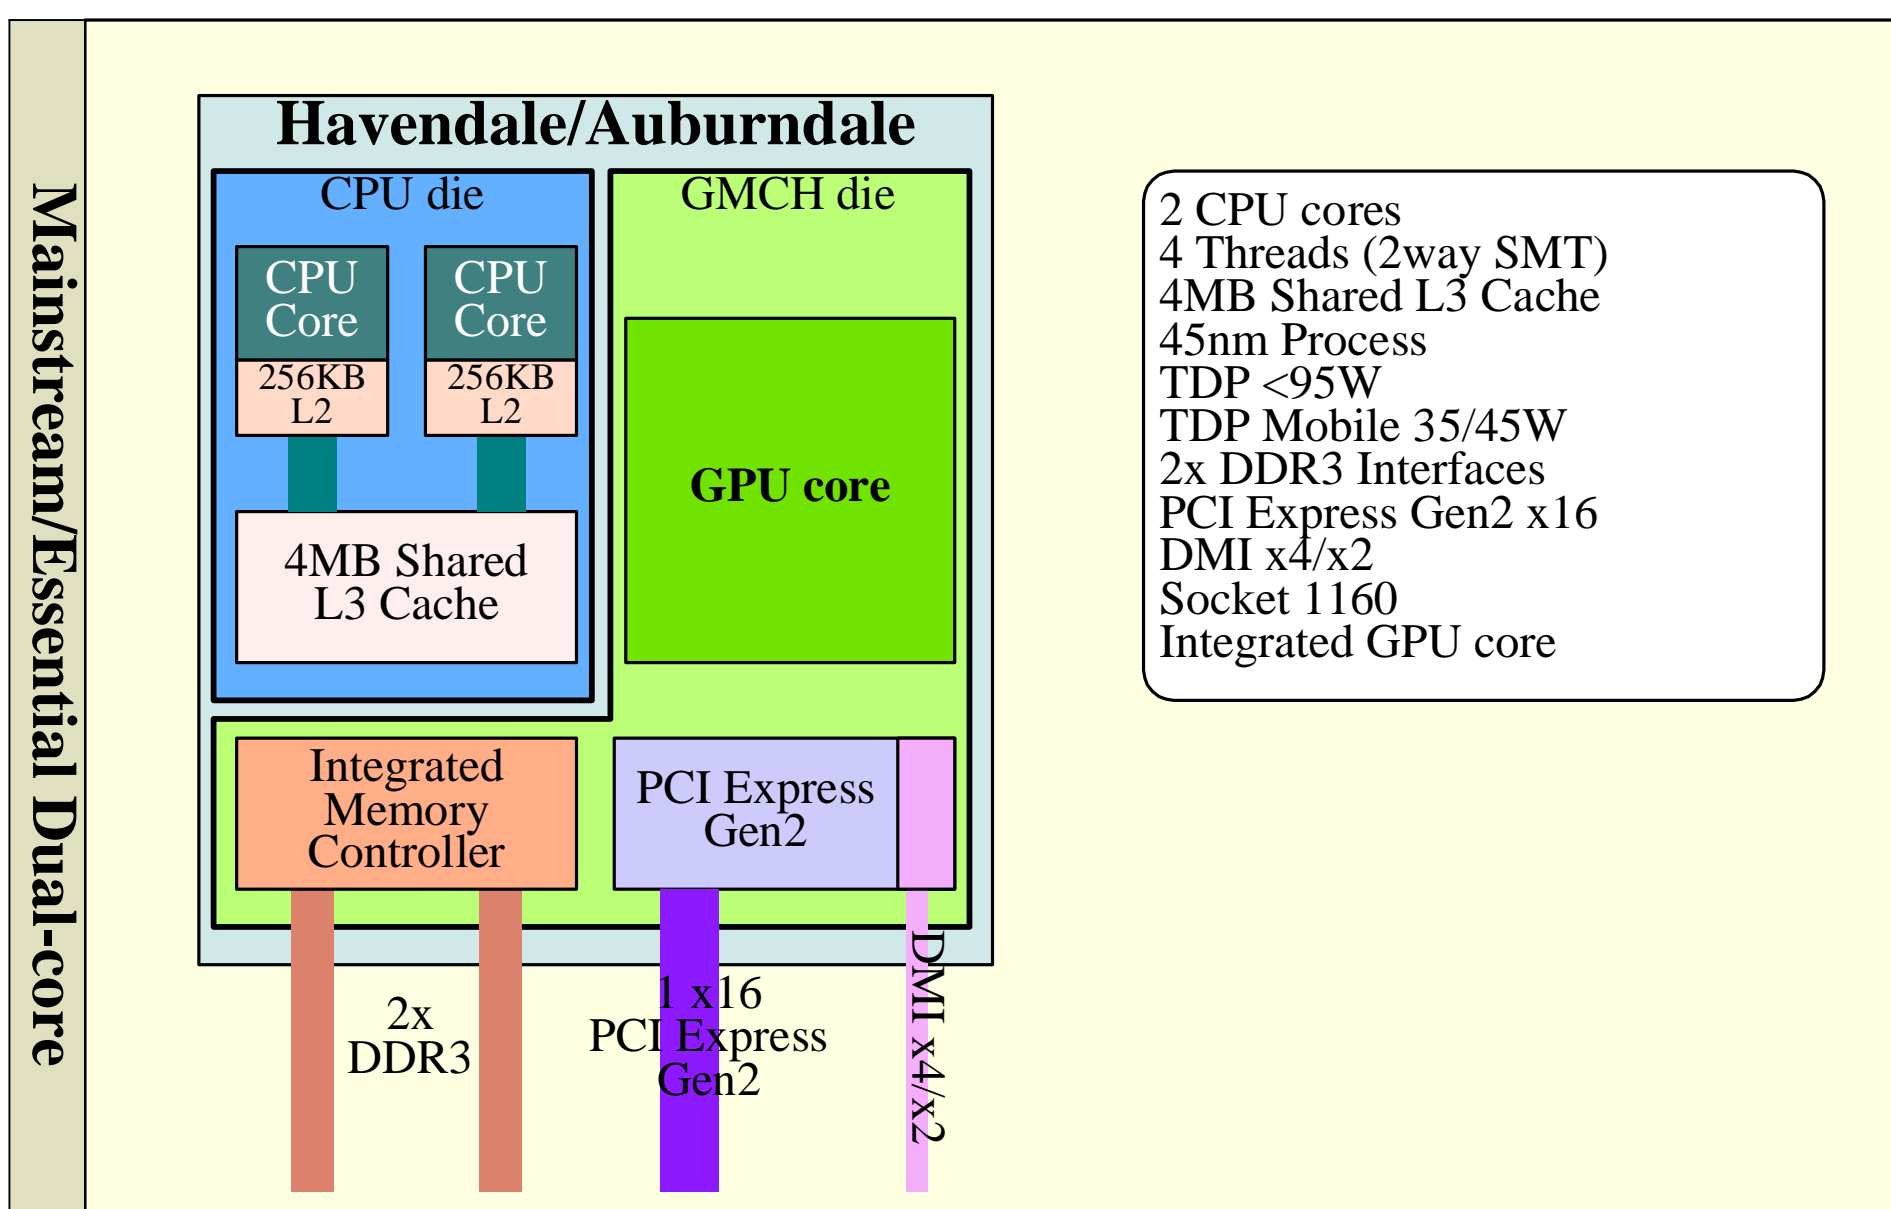 Mainstream/Essential Dual-core
Havendale/Auburndale
CPU die
GMCH die
CPU
Core
256KB
L2
CPU
Core
256KB
L2
4MB Shared
L3 Cache
GPU core
Integrated
Memory
Controller
PCI Express
Gen2
2x
DDR3
1 x16
PCI Express
Gen2
DMI x4/x2
2 CPU cores
4 Threads (2way SMT)
4MB Shared L3 Cache
45nm Process
TDP <95W
TDP Mobile 35/45W
2x DDR3 Interfaces
PCI Express Gen2 x16
DMI x4/x2
Socket 1160
Integrated GPU core